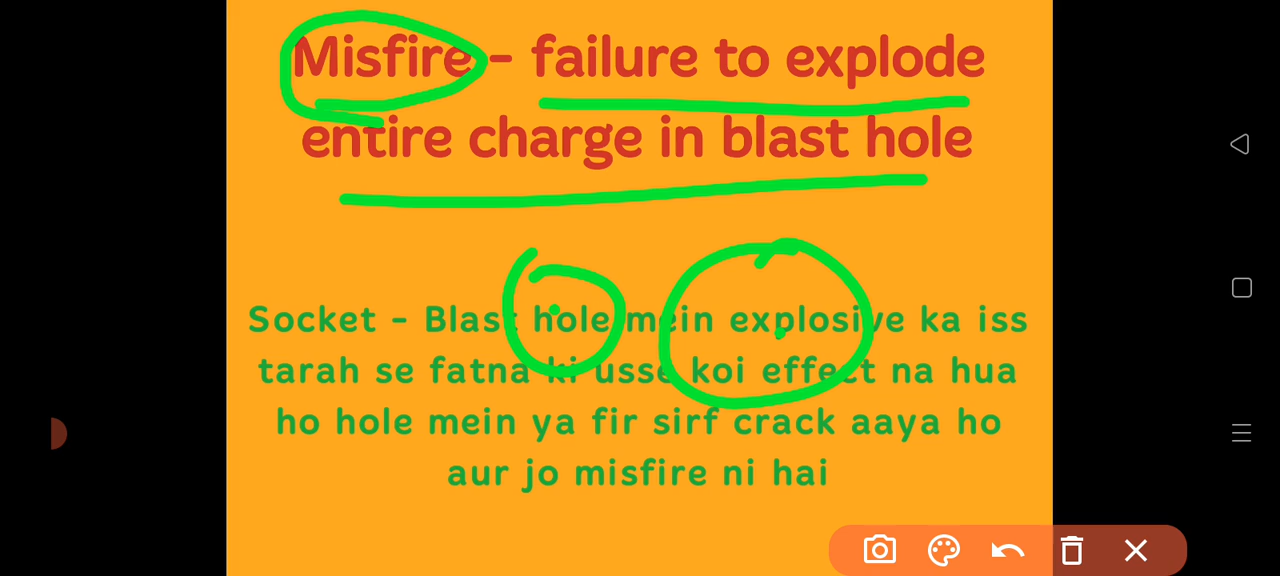 Misfire - failure to explode
entire charge in blast hole
Socket - Blast hole mein explosive ka iss
tarah se fatna ki usse koi effect na hua
ho hole mein ya fir sirf crack aaya ho
aur jo misfire ni hai